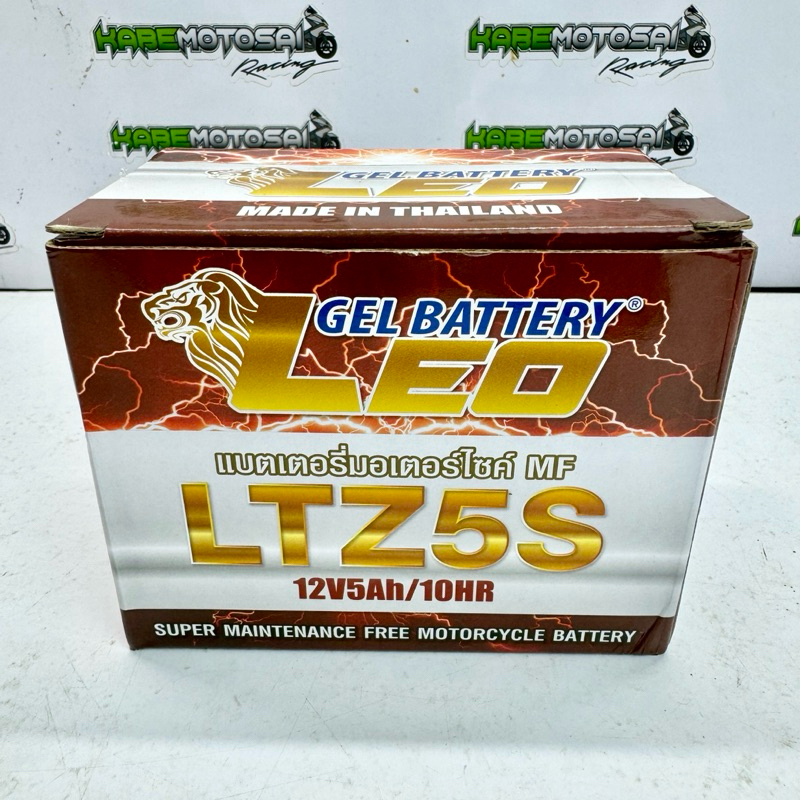 KABEMOTOSAI
Racing
KABEMOTOSAI
Racing
KABEMOTOSAI
KABEMOTOSAI
GEL BATTERY®
LEO
MADE IN THAILAND
GEL BATTERY®
LEO
แบตเตอรี่มอเตอร์ไซค์ MF
LTZ5S
12V5Ah/10HR
SUPER MAINTENANCE FREE MOTORCYCLE BATTERY